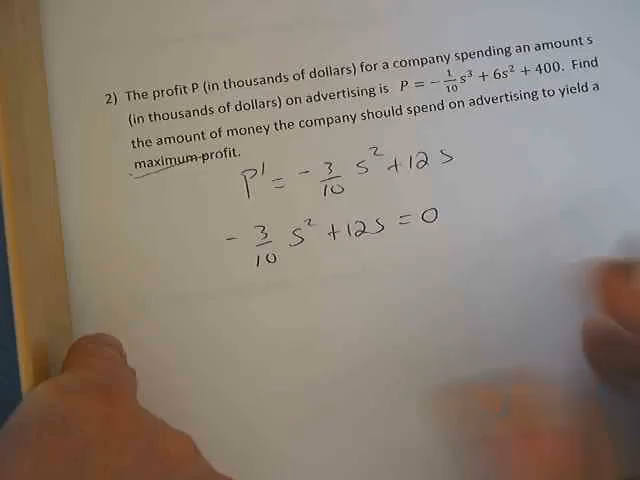 2) The profit P (in thousands of dollars) for a company spending an amount s
(in thousands of dollars) on advertising is P = −1/10 s³ + 6s² + 400. Find
the amount of money the company should spend on advertising to yield a
maximum profit.
P' = - 3/10 s² + 12s
- 3/10 s² + 12s = 0